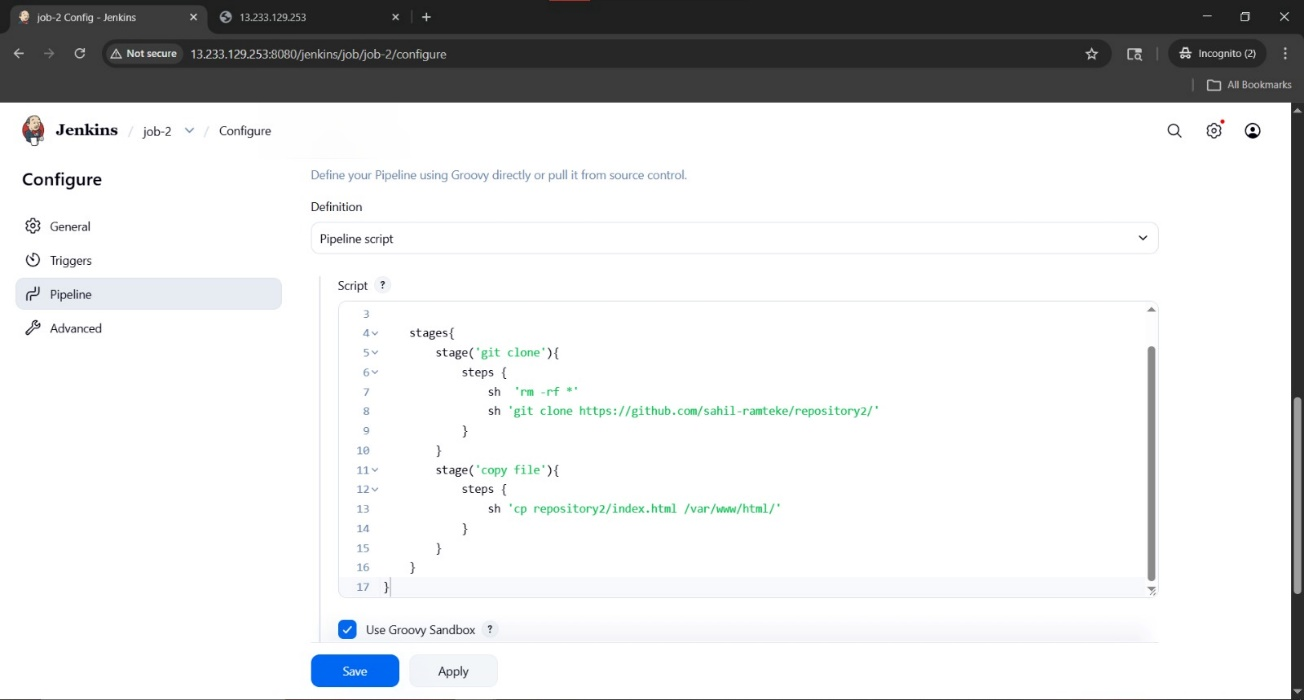 job-2 Config - Jenkins
13.233.129.253
Not secure
13.233.129.253:8080/jenkins/job/job-2/configure
Incognito (2)
All Bookmarks
Jenkins / job-2 / Configure
Configure
General
Triggers
Pipeline
Advanced
Define your Pipeline using Groovy directly or pull it from source control.
Definition
Pipeline script
Script ?
3
4 stages{
5 stage('git clone'){
6 steps {
7 sh 'rm -rf *'
8 sh 'git clone https://github.com/sahil-ramteke/repository2/'
9 }
10 }
11 stage('copy file'){
12 steps {
13 sh 'cp repository2/index.html /var/www/html/'
14 }
15 }
16 }
17 }
Use Groovy Sandbox ?
Save
Apply